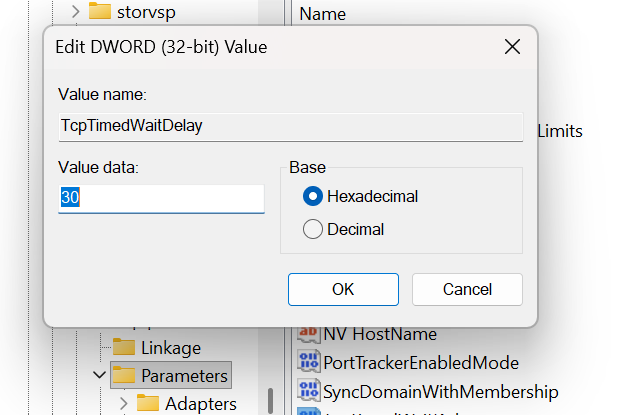 storvsp
Name
Edit DWORD (32-bit) Value
Value name:
TcpTimedWaitDelay
Limits
Value data:
Base
30
Hexadecimal
Decimal
OK
Cancel
NV HostName
Linkage
PortTrackerEnabledMode
Parameters
SyncDomainWithMembership
Adapters